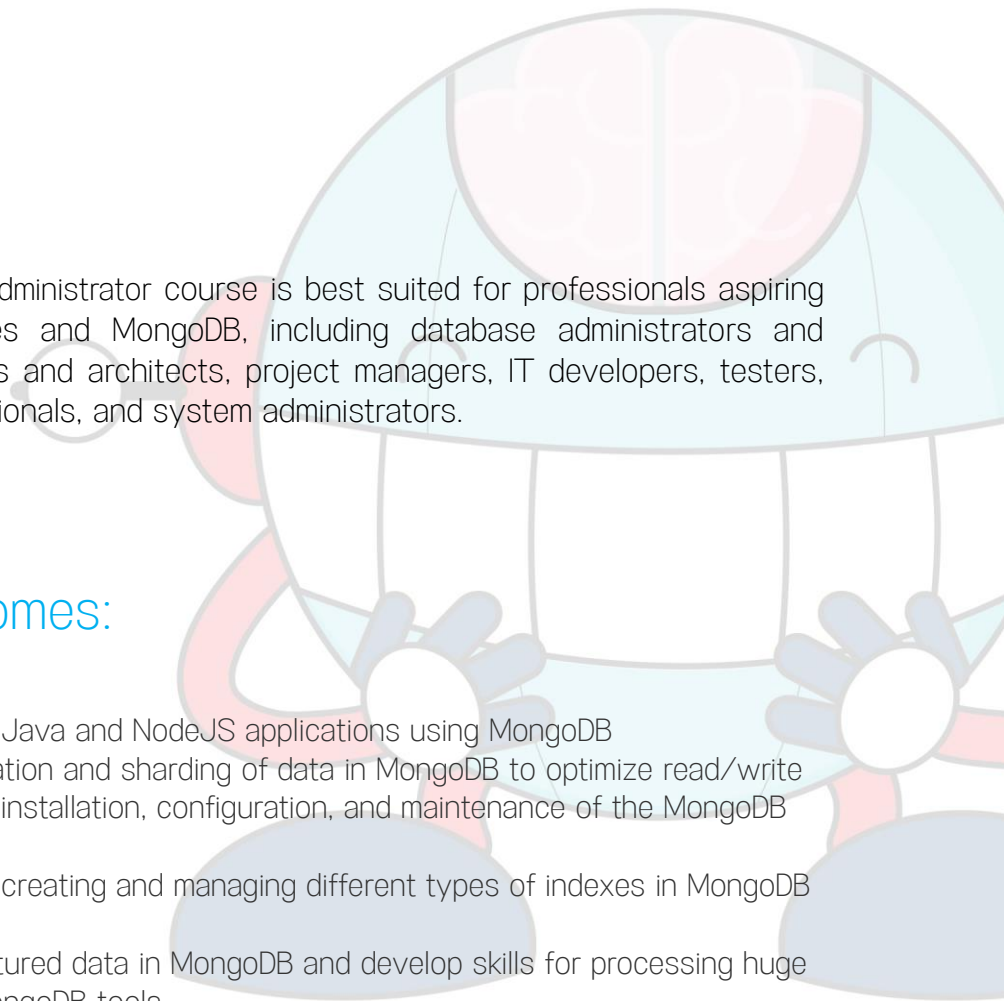 dministrator course is best suited for professionals aspiring
es and MongoDB, including database administrators and
s and architects, project managers, IT developers, testers,
ionals, and system administrators.
omes:
Java and NodeJS applications using MongoDB
ation and sharding of data in MongoDB to optimize read/write
installation, configuration, and maintenance of the MongoDB
creating and managing different types of indexes in MongoDB
tured data in MongoDB and develop skills for processing huge
ongoDB tools